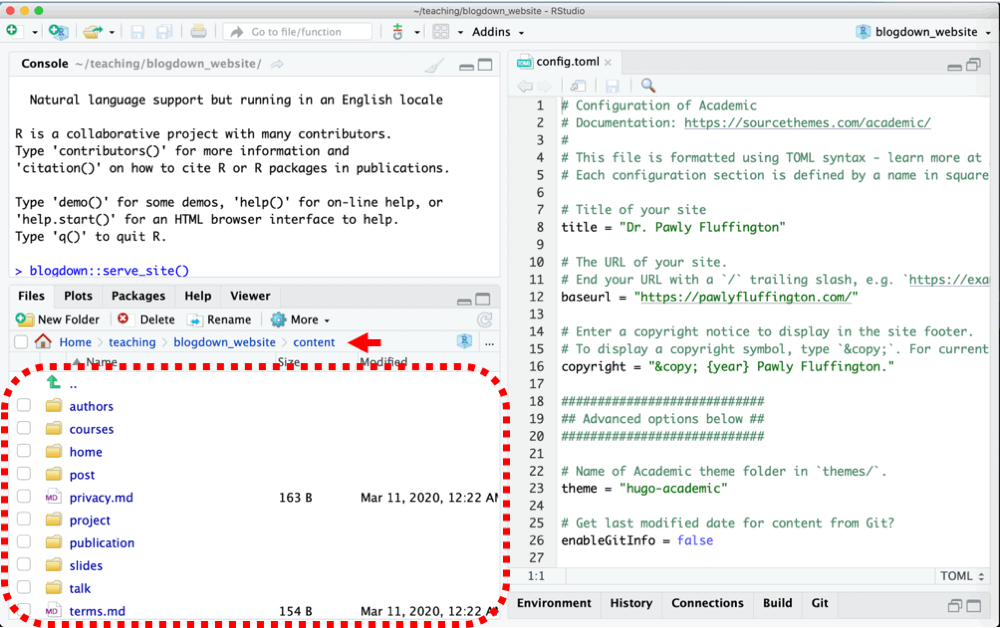 ~/teaching/blogdown_website - RStudio
Go to file/function
Addins
blogdown_website
Console ~/teaching/blogdown_website/
Natural language support but running in an English locale
R is a collaborative project with many contributors.
Type 'contributors()' for more information and
'citation()' on how to cite R or R packages in publications.
Type 'demo()' for some demos, 'help()' for on-line help, or
'help.start()' for an HTML browser interface to help.
Type 'q()' to quit R.
> blogdown::serve_site()
Files Plots Packages Help Viewer
New Folder Delete Rename More
Home > teaching > blogdown_website > content ...
Name Size Modified
..
authors
courses
home
post
MD privacy.md 163 B Mar 11, 2020, 12:22 AM
project
publication
slides
talk
MD terms.md 154 B Mar 11, 2020, 12:22 AM
config.toml
1 # Configuration of Academic
2 # Documentation: https://sourcethemes.com/academic/
3 #
4 # This file is formatted using TOML syntax - learn more at
5 # Each configuration section is defined by a name in square
6
7 # Title of your site
8 title = "Dr. Pawly Fluffington"
9
10 # The URL of your site.
11 # End your URL with a `/` trailing slash, e.g. `https://exa
12 baseurl = "https://pawlyfluffington.com/"
13
14 # Enter a copyright notice to display in the site footer.
15 # To display a copyright symbol, type `&copy;`. For current
16 copyright = "&copy; {year} Pawly Fluffington."
17
18 ############################
19 ## Advanced options below ##
20 ############################
21
22 # Name of Academic theme folder in `themes/`.
23 theme = "hugo-academic"
24
25 # Get last modified date for content from Git?
26 enableGitInfo = false
27
1:1 TOML
Environment History Connections Build Git